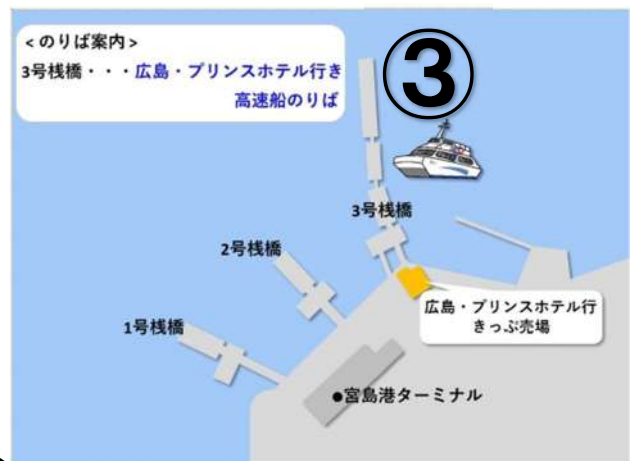 <のりば案内>
3号桟橋・・・広島・プリンスホテル行き
高速船のりば
③
3号桟橋
2号桟橋
広島・プリンスホテル行
きっぷ売場
1号桟橋
●宮島港ターミナル